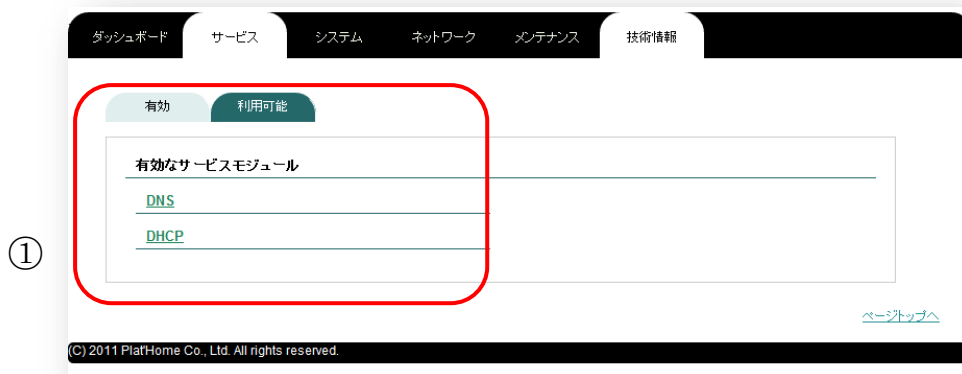 ダッシュボード サービス システム ネットワーク メンテナンス 技術情報
有効 利用可能
有効なサービスモジュール
DNS
DHCP
①
ページトップへ
(C) 2011 Plat'Home Co., Ltd. All rights reserved.